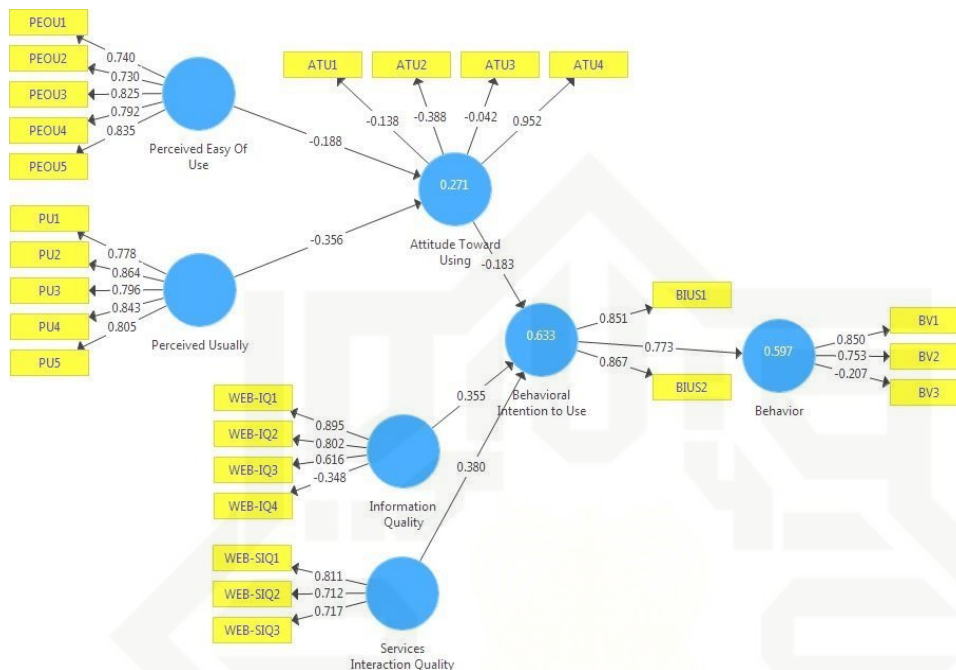 PEOU1
PEOU2
PEOU3
PEOU4
PEOU5
0.740
0.730
0.825
0.792
0.835
Perceived Easy Of
Use
-0.188
ATU1
ATU2
ATU3
ATU4
-0.138
-0.388
-0.042
0.952
0.271
Attitude Toward
Using
PU1
PU2
PU3
PU4
PU5
0.778
0.864
0.796
0.843
0.805
Perceived Usually
-0.356
-0.183
0.633
Behavioral
Intention to Use
BIUS1
BIUS2
0.851
0.867
0.773
0.597
Behavior
BV1
BV2
BV3
0.850
0.753
-0.207
WEB-IQ1
WEB-IQ2
WEB-IQ3
WEB-IQ4
0.895
0.802
0.616
-0.348
Information
Quality
0.355
WEB-SIQ1
WEB-SIQ2
WEB-SIQ3
0.811
0.712
0.717
Services
Interaction Quality
0.380